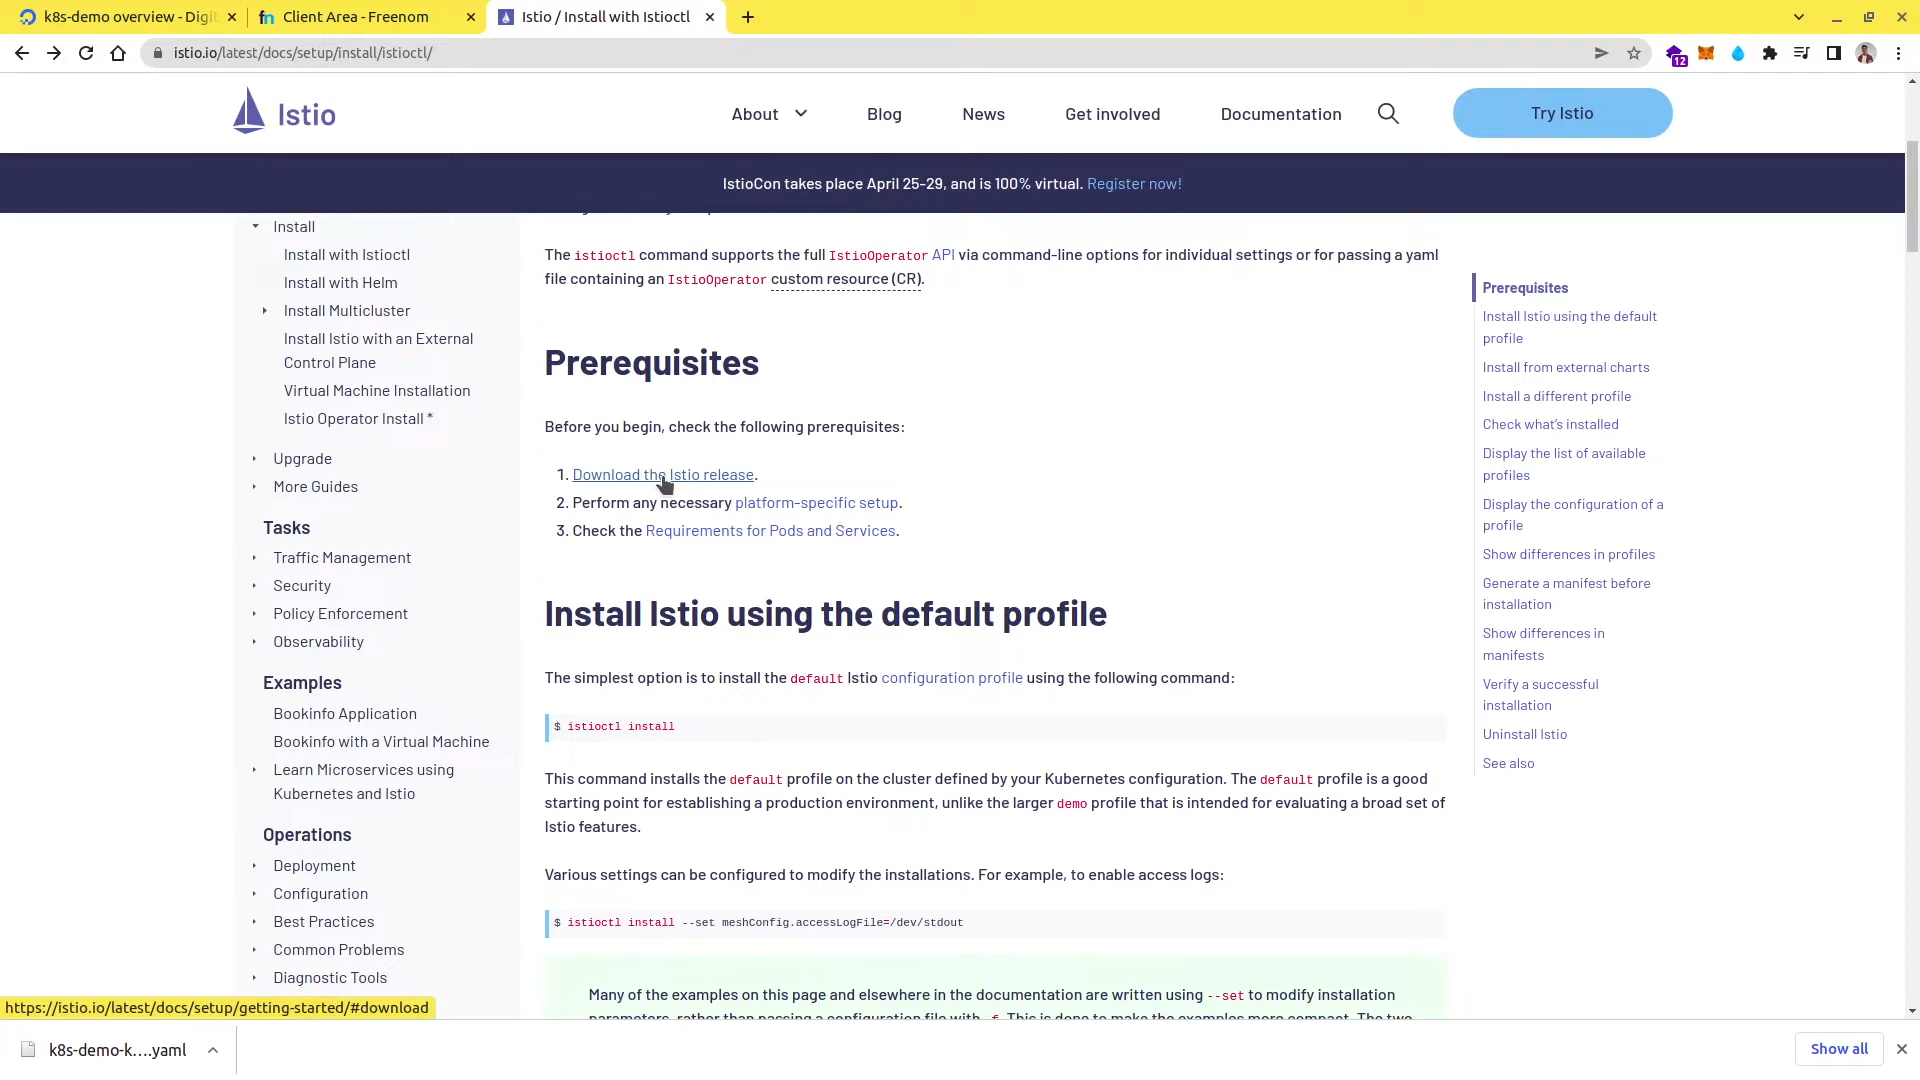 k8s-demo overview - Digit
Client Area - Freenom
Istio / Install with Istioctl
istio.io/latest/docs/setup/install/istioctl/
12
Istio
About
Blog
News
Get involved
Documentation
Try Istio
IstioCon takes place April 25-29, and is 100% virtual. Register now!
Install
Install with Istioctl
Install with Helm
Install Multicluster
Install Istio with an External
Control Plane
Virtual Machine Installation
Istio Operator Install *
Upgrade
More Guides
Tasks
Traffic Management
Security
Policy Enforcement
Observability
Examples
Bookinfo Application
Bookinfo with a Virtual Machine
Learn Microservices using
Kubernetes and Istio
Operations
Deployment
Configuration
Best Practices
Common Problems
Diagnostic Tools
The istioctl command supports the full IstioOperator API via command-line options for individual settings or for passing a yaml
file containing an IstioOperator custom resource (CR).
Prerequisites
Before you begin, check the following prerequisites:
1. Download the Istio release.
2. Perform any necessary platform-specific setup.
3. Check the Requirements for Pods and Services.
Install Istio using the default profile
The simplest option is to install the default Istio configuration profile using the following command:
$ istioctl install
This command installs the default profile on the cluster defined by your Kubernetes configuration. The default profile is a good
starting point for establishing a production environment, unlike the larger demo profile that is intended for evaluating a broad set of
Istio features.
Various settings can be configured to modify the installations. For example, to enable access logs:
$ istioctl install --set meshConfig.accessLogFile=/dev/stdout
Many of the examples on this page and elsewhere in the documentation are written using --set to modify installation
parameters, rather than passing a configuration file with -f. This is done to make the examples more compact. The two
Prerequisites
Install Istio using the default
profile
Install from external charts
Install a different profile
Check what's installed
Display the list of available
profiles
Display the configuration of a
profile
Show differences in profiles
Generate a manifest before
installation
Show differences in
manifests
Verify a successful
installation
Uninstall Istio
See also
https://istio.io/latest/docs/setup/getting-started/#download
k8s-demo-k....yaml
Show all